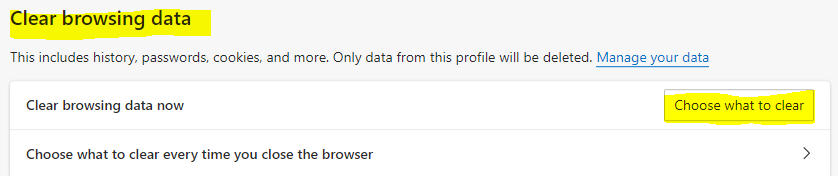 Clear browsing data
This includes history, passwords, cookies, and more. Only data from this profile will be deleted. Manage your data
Clear browsing data now
Choose what to clear
Choose what to clear every time you close the browser